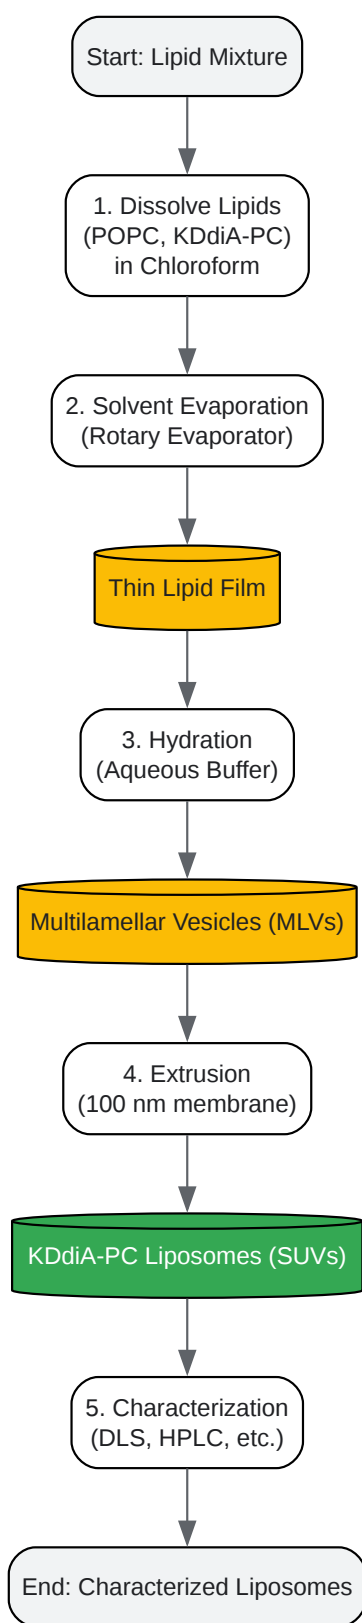 Start: Lipid Mixture
1. Dissolve Lipids
(POPC, KDdiA-PC)
in Chloroform
2. Solvent Evaporation
(Rotary Evaporator)
Thin Lipid Film
3. Hydration
(Aqueous Buffer)
Multilamellar Vesicles (MLVs)
4. Extrusion
(100 nm membrane)
KDdiA-PC Liposomes (SUVs)
5. Characterization
(DLS, HPLC, etc.)
End: Characterized Liposomes